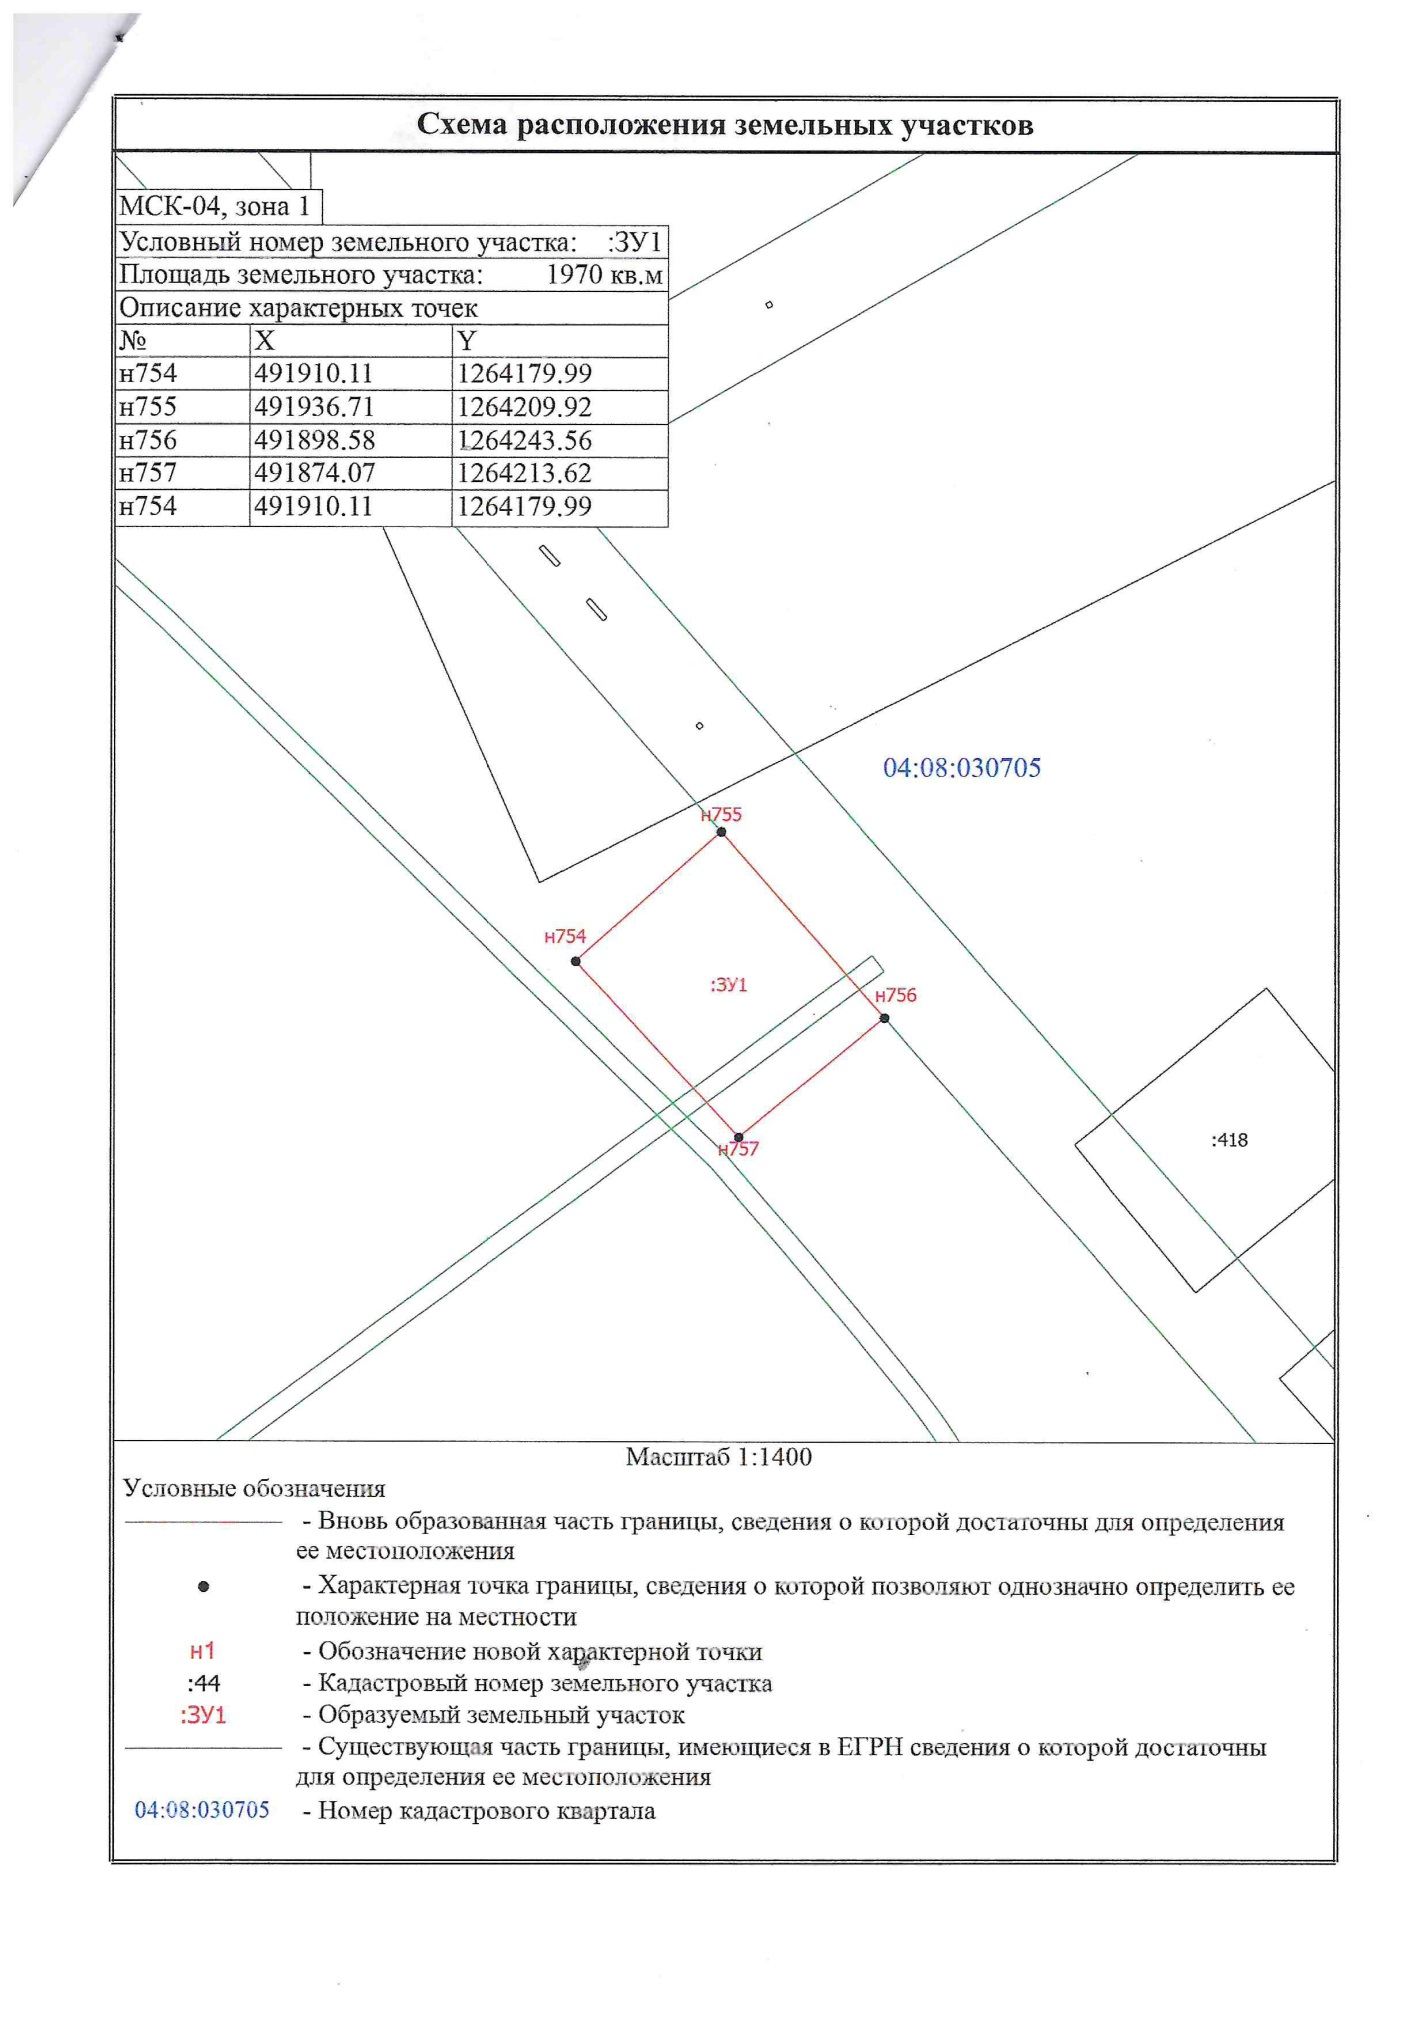 Схема расположения земельных участков
МСК-04, зона 1
Условный номер земельного участка: :ЗУ1
Площадь земельного участка: 1970 кв.м
Описание характерных точек
№ X Y
н754 491910.11 1264179.99
н755 491936.71 1264209.92
н756 491898.58 1264243.56
н757 491874.07 1264213.62
н754 491910.11 1264179.99
04:08:030705
н755
н754
:ЗУ1
н756
:418
н757
Масштаб 1:1400
Условные обозначения
- Вновь образованная часть границы, сведения о которой достаточны для определения
ее местоположения
- Характерная точка границы, сведения о которой позволяют однозначно определить ее
положение на местности
н1 - Обозначение новой характерной точки
:44 - Кадастровый номер земельного участка
:ЗУ1 - Образуемый земельный участок
- Существующая часть границы, имеющиеся в ЕГРН сведения о которой достаточны
для определения ее местоположения
04:08:030705 - Номер кадастрового квартала